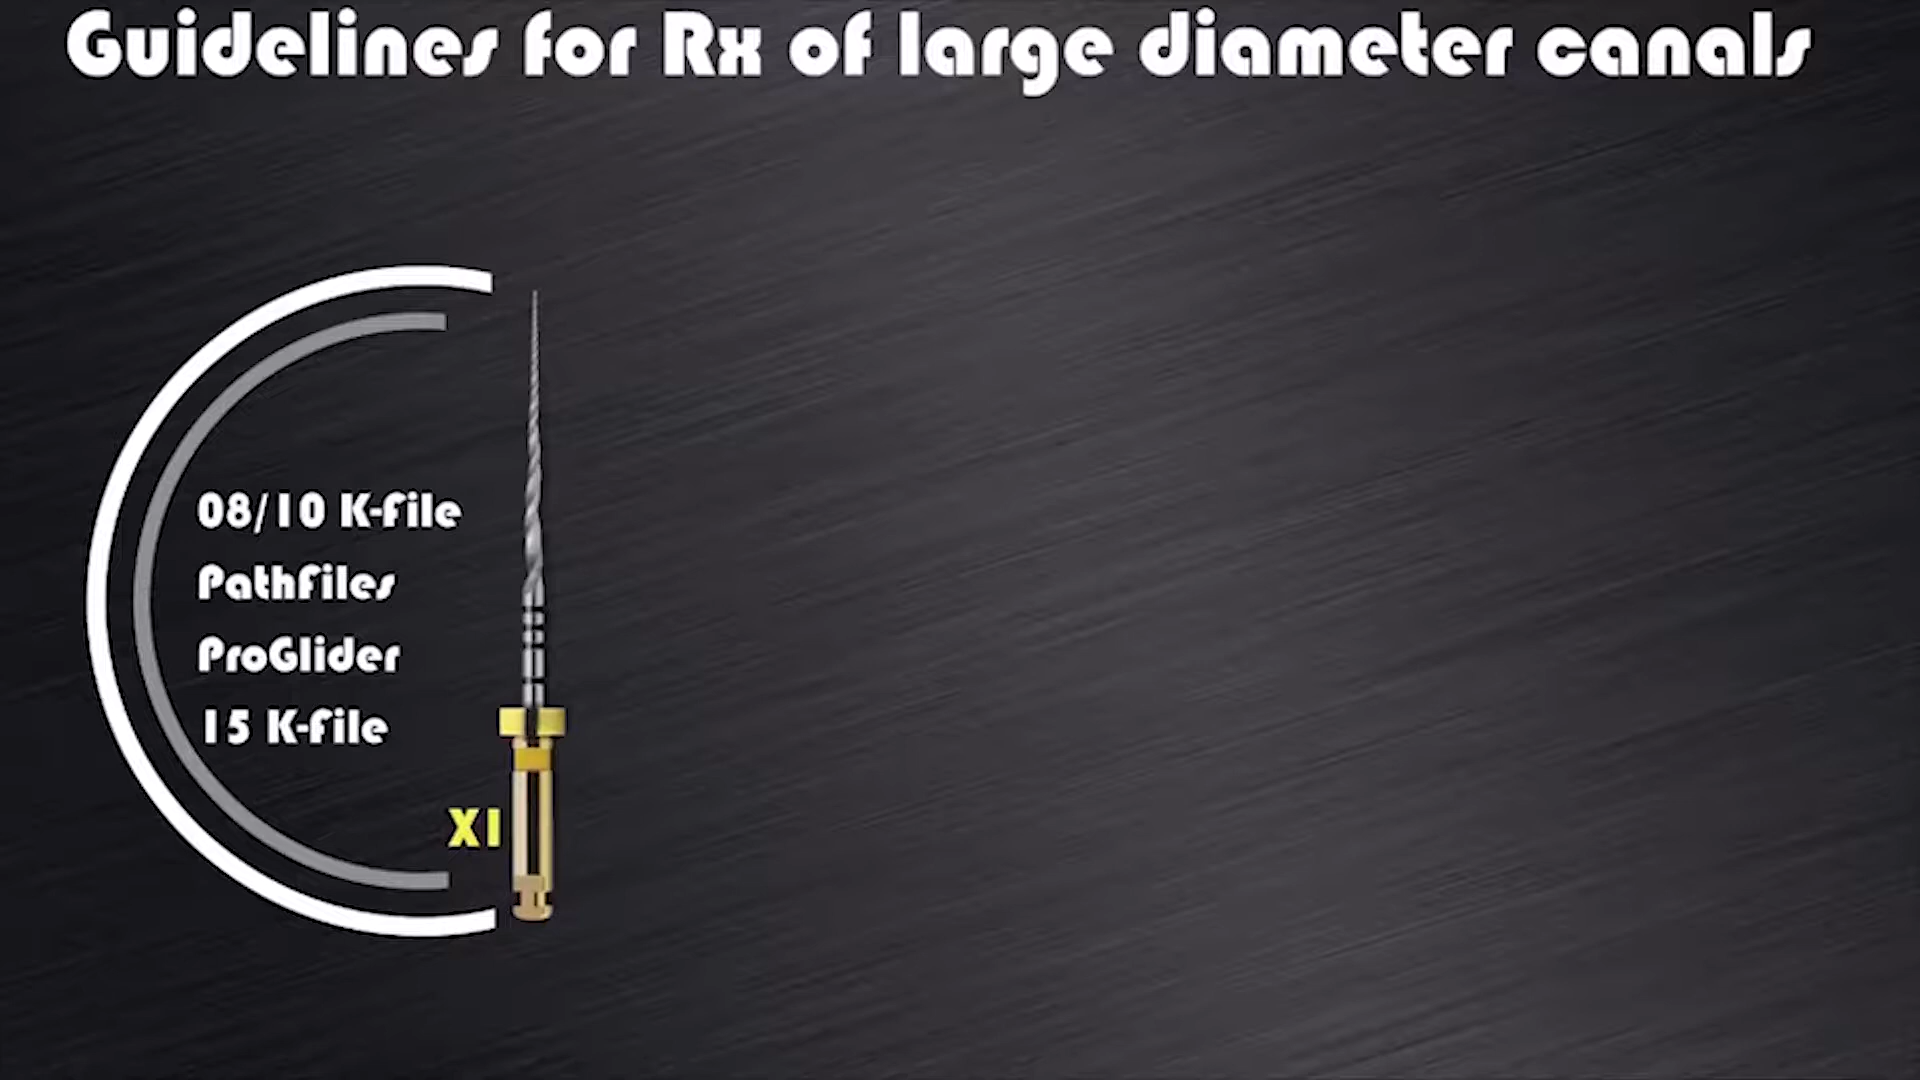 Guidelines for Rx of large diameter canals
08/10 K-file
PathFiles
ProGlider
15 K-file
X1